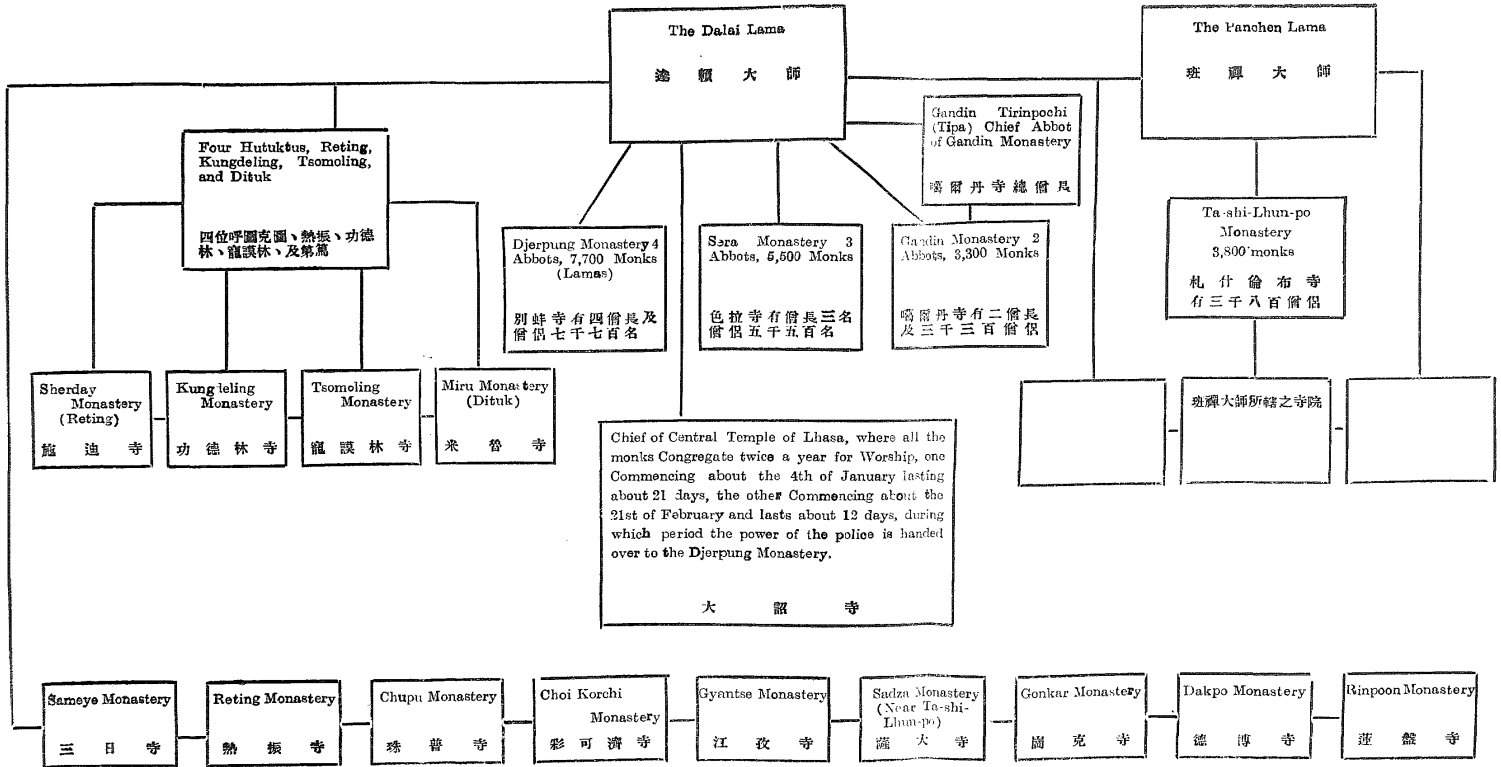 The Dalai Lama
達賴大師
The Panchen Lama
班禪大師
Gandin Tirinpochi
(Tipa) Chief Abbot
of Gandin Monastery
噶爾丹寺總僧長
Four Hutuktus, Reting,
Kungdeling, Tsomoling,
and Dituk
四位呼圖克圖、熱振、功德
林、寵謨林、及第篤
Djerpung Monastery 4
Abbots, 7,700 Monks
(Lamas)
別蚌寺有四僧長及
僧侶七千七百名
Sera Monastery 3
Abbots, 5,500 Monks
色拉寺有僧長三名
僧侶五千五百名
Gandin Monastery 2
Abbots, 3,300 Monks
噶爾丹寺有二僧長
及三千三百僧侶
Ta-shi-Lhun-po
Monastery
3,800 monks
札什倫布寺
有三千八百僧侶
Sherday
Monastery
(Reting)
施迪寺
Kungdeling
Monastery
功德林寺
Tsomoling
Monastery
寵謨林寺
Miru Monastery
(Dituk)
米魯寺
班禪大師所轄之寺院
Chief of Central Temple of Lhasa, where all the
monks Congregate twice a year for Worship, one
Commencing about the 4th of January lasting
about 21 days, the other Commencing about the
21st of February and lasts about 12 days, during
which period the power of the police is handed
over to the Djerpung Monastery.
大詔寺
Sameye Monastery
三日寺
Reting Monastery
熱振寺
Chupu Monastery
珠普寺
Choi Korchi
Monastery
彩可濟寺
Gyantse Monastery
江孜寺
Sadza Monastery
(Near Ta-shi-
Lhun-po)
薩大寺
Gonkar Monastery
崗克寺
Dakpo Monastery
德博寺
Rinpoon Monastery
蓮盤寺